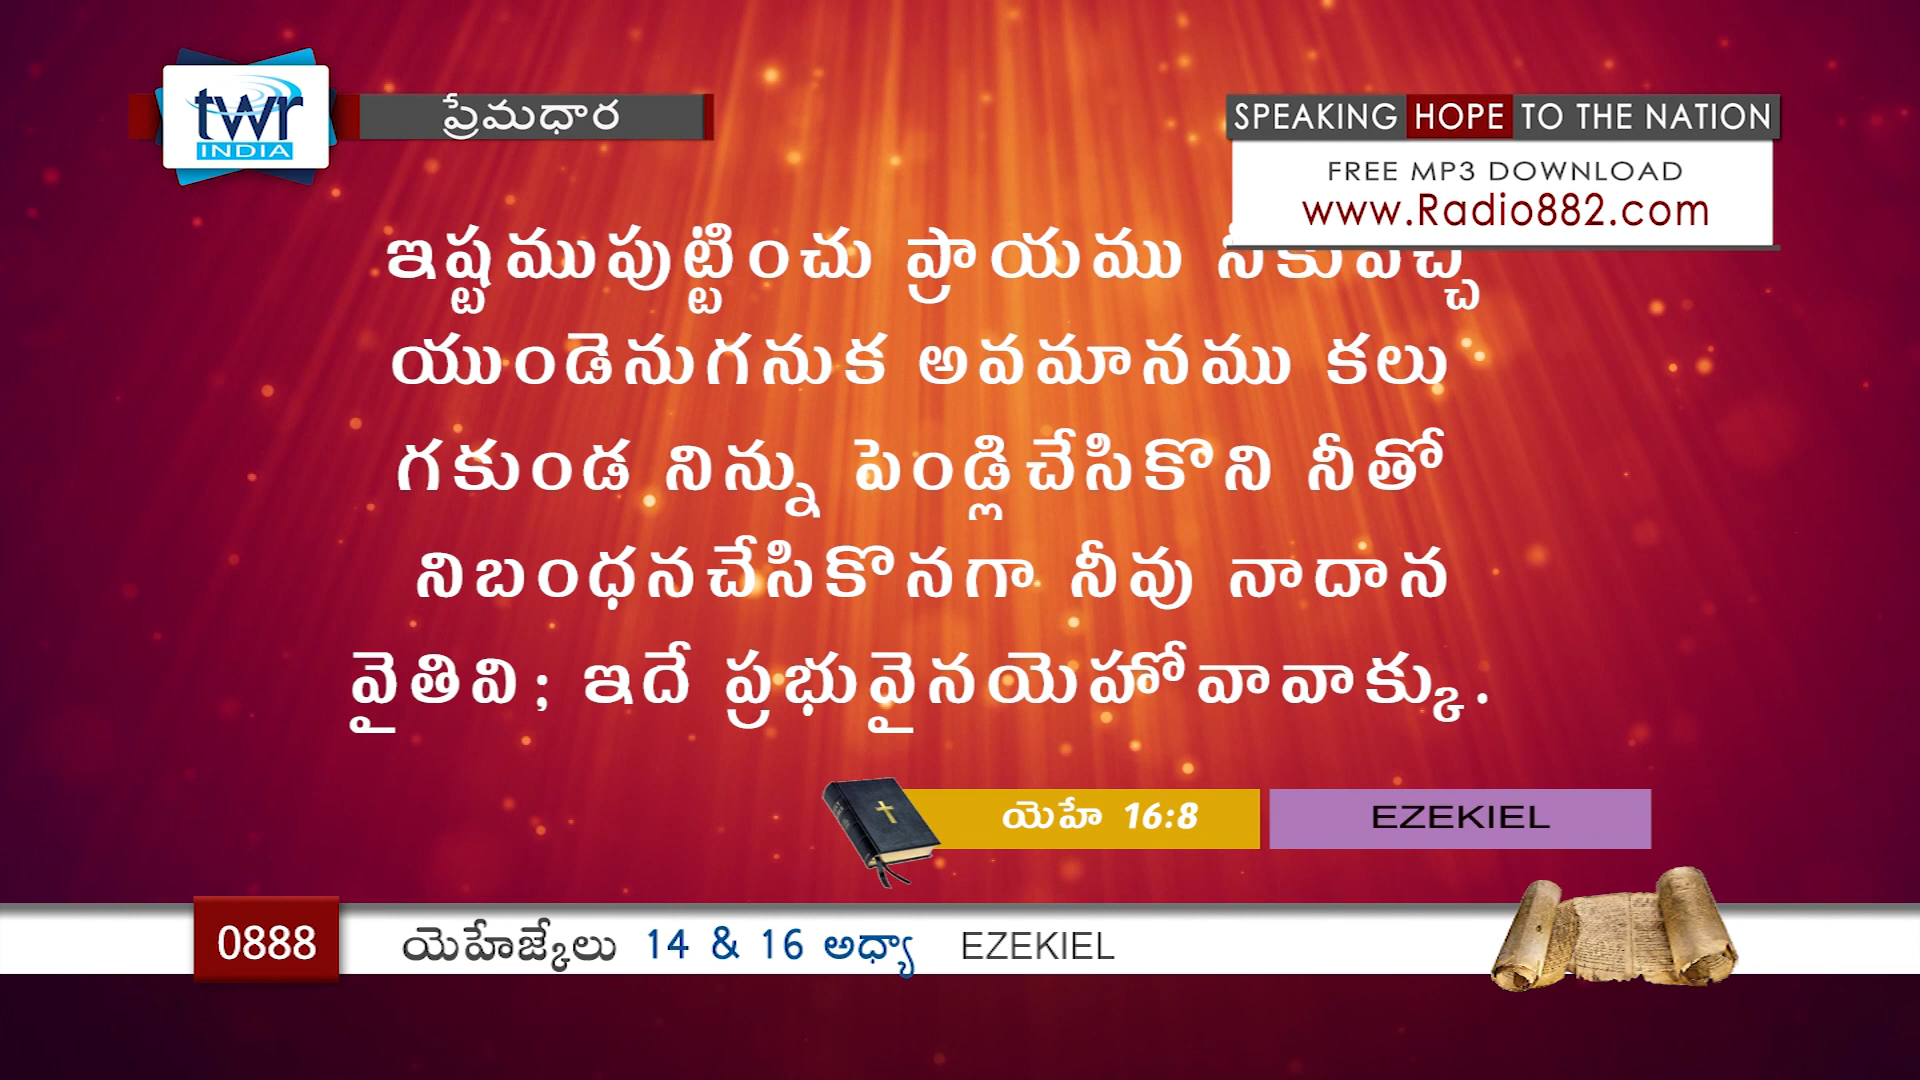 twr
INDIA
ప్రేమధార
SPEAKING HOPE TO THE NATION
FREE MP3 DOWNLOAD
www.Radio882.com
ఇష్టముపుట్టించు ప్రాయము నీకువచ్చి
యుండెనుగనుక అవమానము కలు
గకుండ నిన్ను పెండ్లిచేసికొని నీతో
నిబంధనచేసికొనగా నీవు నాదాన
వైతివి; ఇదే ప్రభువైనయెహోవావాక్కు.
యెహే 16:8
EZEKIEL
0888
యెహేజ్కేలు 14 & 16 అధ్యా EZEKIEL